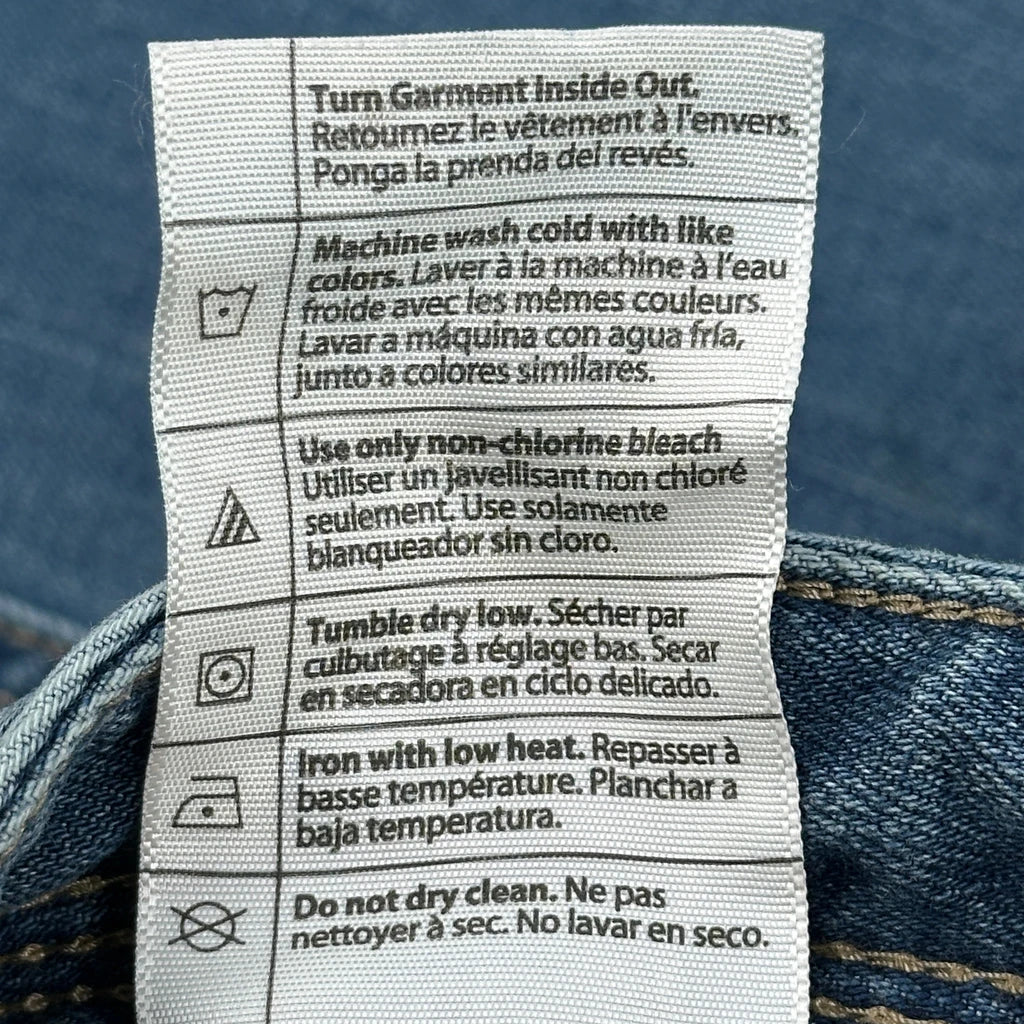 Turn Garment Inside Out.
Retournez le vêtement à l'envers.
Ponga la prenda del revés.
Machine wash cold with like
colors. Laver à la machine à l'eau
froide avec les mêmes couleurs.
Lavar a máquina con agua fría,
junto a colores similares.
Use only non-chlorine bleach
Utiliser un javellisant non chloré
seulement. Use solamente
blanqueador sin cloro.
Tumble dry low. Sécher par
culbutage à réglage bas. Secar
en secadora en ciclo delicado.
Iron with low heat. Repasser à
basse température. Planchar a
baja temperatura.
Do not dry clean. Ne pas
nettoyer à sec. No lavar en seco.